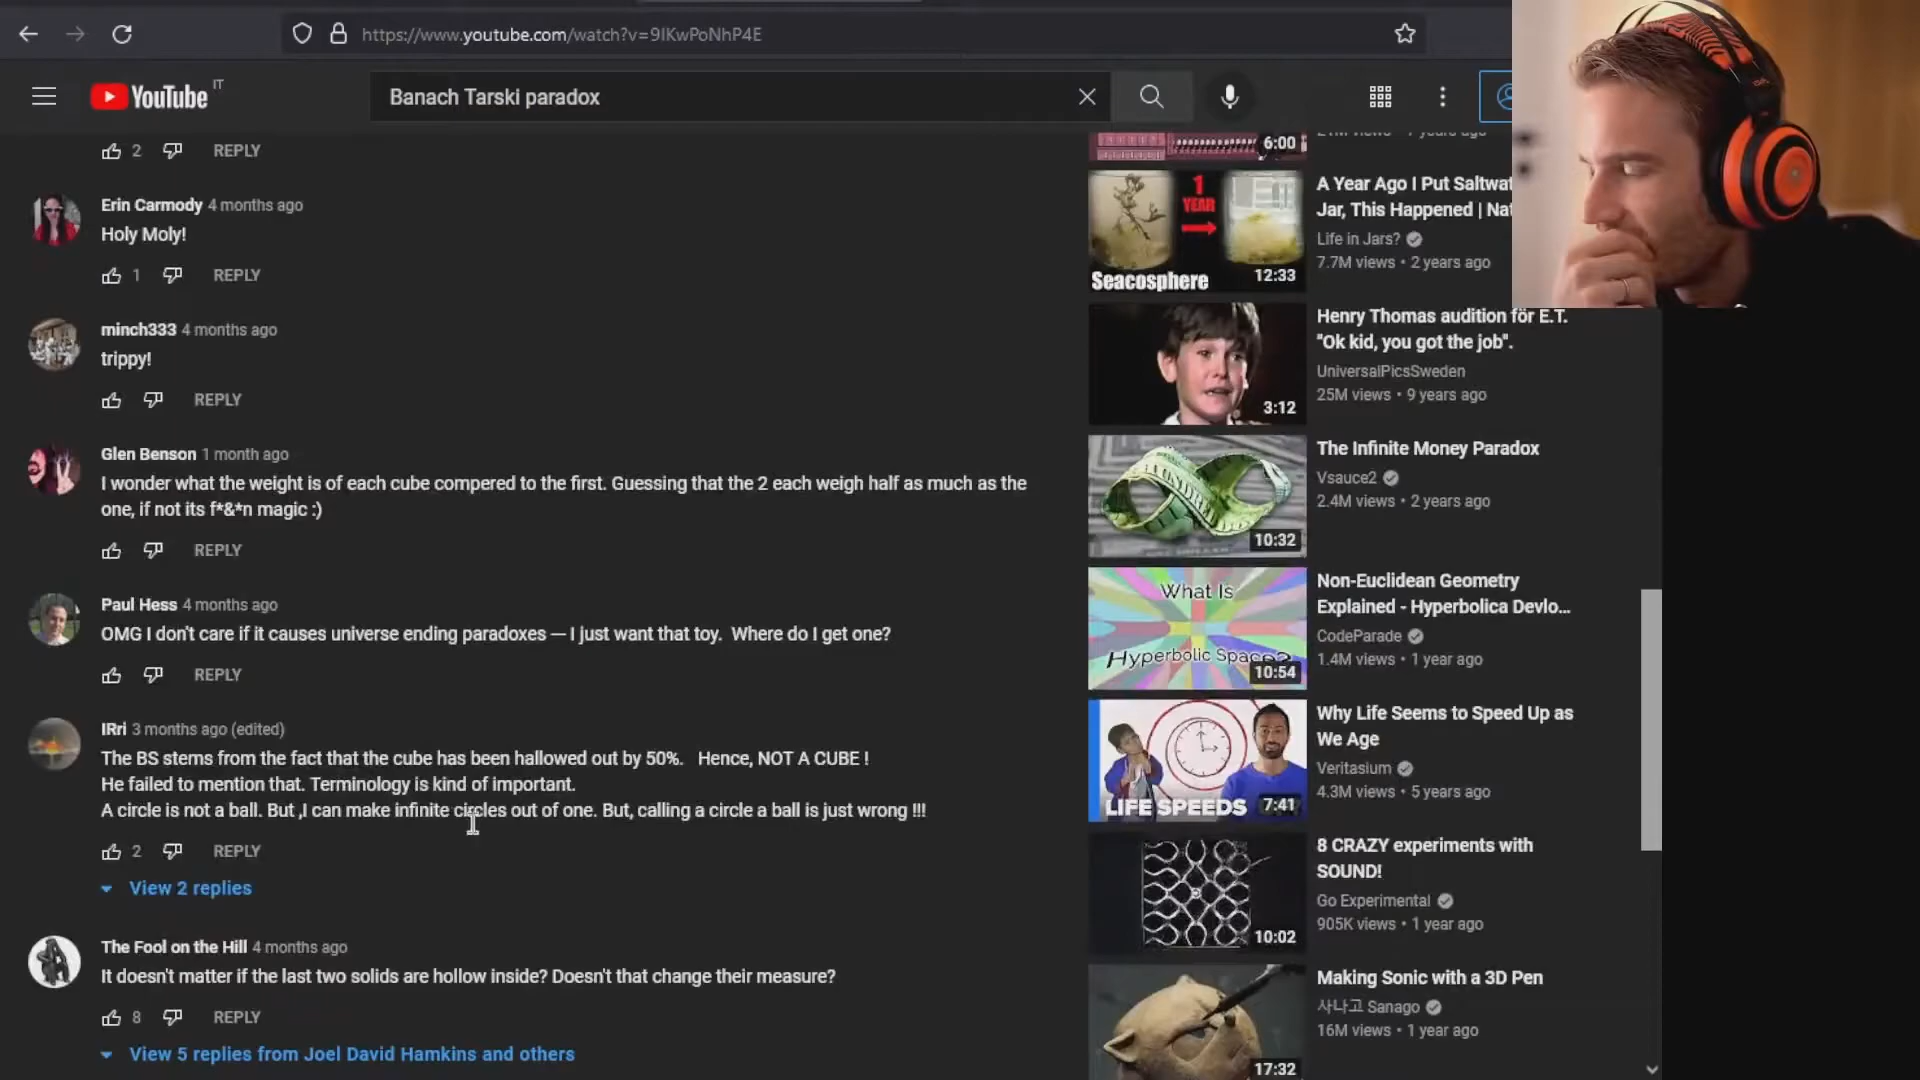 https://www.youtube.com/watch?v=9IKwPoNhP4E
YouTube IT
Banach Tarski paradox
2 REPLY
Erin Carmody 4 months ago
Holy Moly!
1 REPLY
minch333 4 months ago
trippy!
REPLY
Glen Benson 1 month ago
I wonder what the weight is of each cube compered to the first. Guessing that the 2 each weigh half as much as the
one, if not its f*&*n magic :)
REPLY
Paul Hess 4 months ago
OMG I don't care if it causes universe ending paradoxes — I just want that toy. Where do I get one?
REPLY
IRri 3 months ago (edited)
The BS stems from the fact that the cube has been hallowed out by 50%. Hence, NOT A CUBE !
He failed to mention that. Terminology is kind of important.
A circle is not a ball. But ,I can make infinite circles out of one. But, calling a circle a ball is just wrong !!!
2 REPLY
View 2 replies
The Fool on the Hill 4 months ago
It doesn't matter if the last two solids are hollow inside? Doesn't that change their measure?
8 REPLY
View 5 replies from Joel David Hamkins and others
6:00
1
YEAR
Seacosphere
12:33
A Year Ago I Put
Jar, This Happened |
Life in Jars?
7.7M views • 2 years ago
3:12
Henry Thomas audition för E.T.
"Ok kid, you got the job".
UniversalPicsSweden
25M views • 9 years ago
10:32
The Infinite Money Paradox
Vsauce2
2.4M views • 2 years ago
What Is
Hyperbolic Space?
10:54
Non-Euclidean Geometry
Explained - Hyperbolica Devlo...
CodeParade
1.4M views • 1 year ago
LIFE SPEEDS
7:41
Why Life Seems to Speed Up as
We Age
Veritasium
4.3M views • 5 years ago
10:02
8 CRAZY experiments with
SOUND!
Go Experimental
905K views • 1 year ago
17:32
Making Sonic with a 3D Pen
사나고 Sanago
16M views • 1 year ago